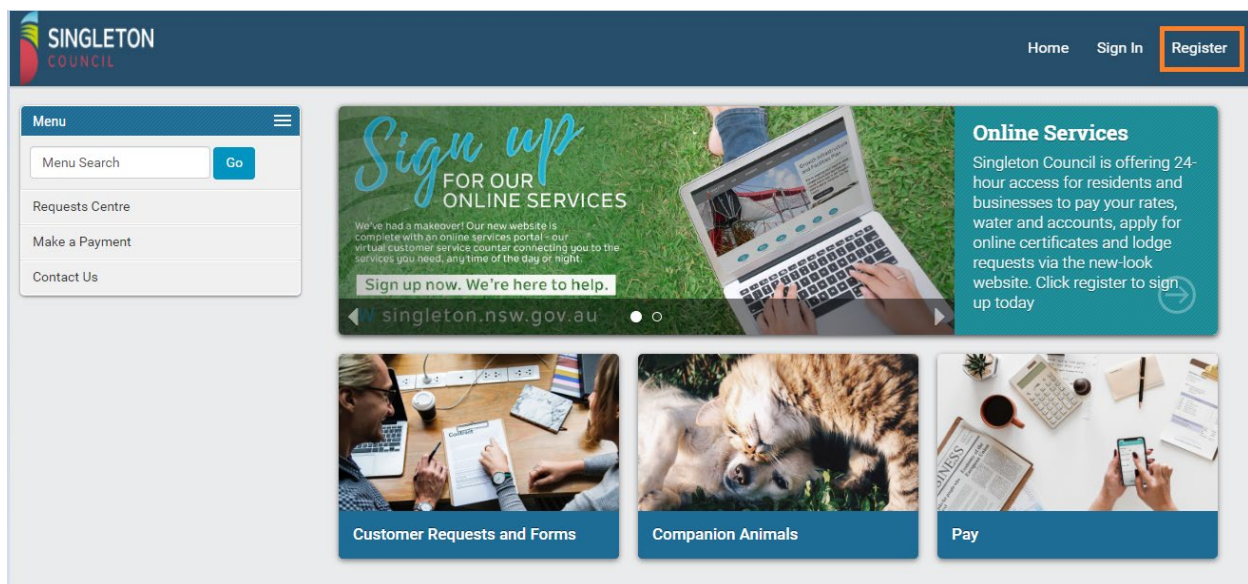 SINGLETON
COUNCIL
Home Sign In Register
Menu
Menu Search Go
Requests Centre
Make a Payment
Contact Us
Sign up
FOR OUR
ONLINE SERVICES
We've had a makeover! Our new website is
complete with an online services portal - our
virtual customer service counter connecting you to the
services you need, any time of the day or night.
Sign up now. We're here to help.
W singleton.nsw.gov.au
Online Services
Singleton Council is offering 24-
hour access for residents and
businesses to pay your rates,
water and accounts, apply for
online certificates and lodge
requests via the new-look
website. Click register to sign
up today
Contract
BUSINESS
Customer Requests and Forms
Companion Animals
Pay